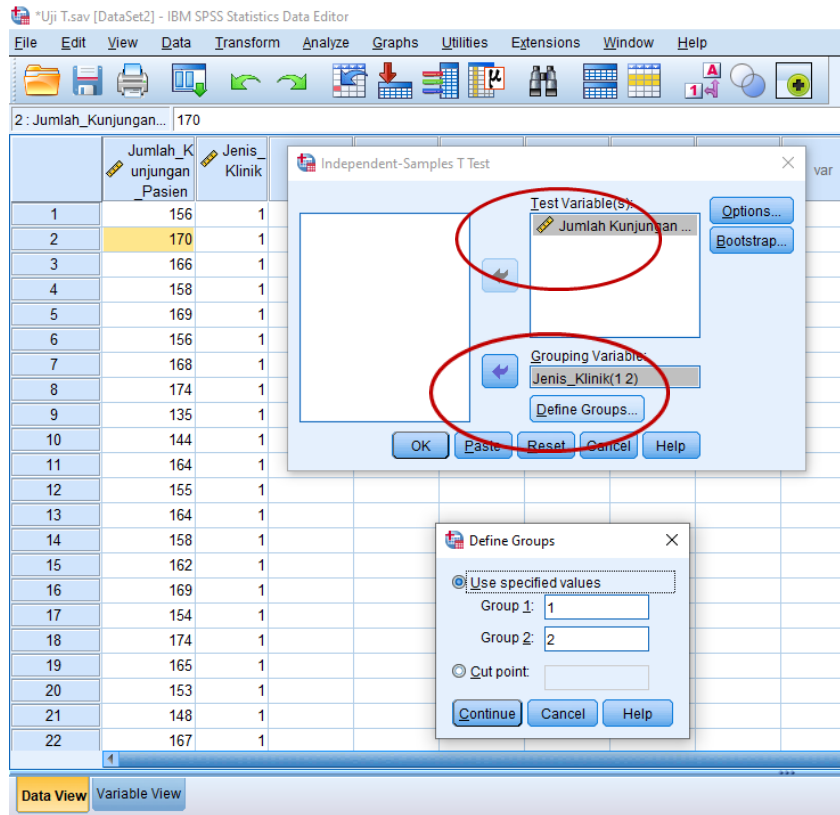 *Uji T.sav [DataSet2] - IBM SPSS Statistics Data Editor
File Edit View Data Transform Analyze Graphs Utilities Extensions Window Help
2 : Jumlah_Kunjungan... 170
Jumlah_K
unjungan
_Pasien
Jenis_
Klinik
var
1 156 1
2 170 1
3 166 1
4 158 1
5 169 1
6 156 1
7 168 1
8 174 1
9 135 1
10 144 1
11 164 1
12 155 1
13 164 1
14 158 1
15 162 1
16 169 1
17 154 1
18 174 1
19 165 1
20 153 1
21 148 1
22 167 1
Independent-Samples T Test
Test Variable(s):
Jumlah Kunjungan ...
Options...
Bootstrap...
Grouping Variable:
Jenis_Klinik(1 2)
Define Groups...
OK Paste Reset Cancel Help
Define Groups
Use specified values
Group 1: 1
Group 2: 2
Cut point:
Continue Cancel Help
Data View Variable View